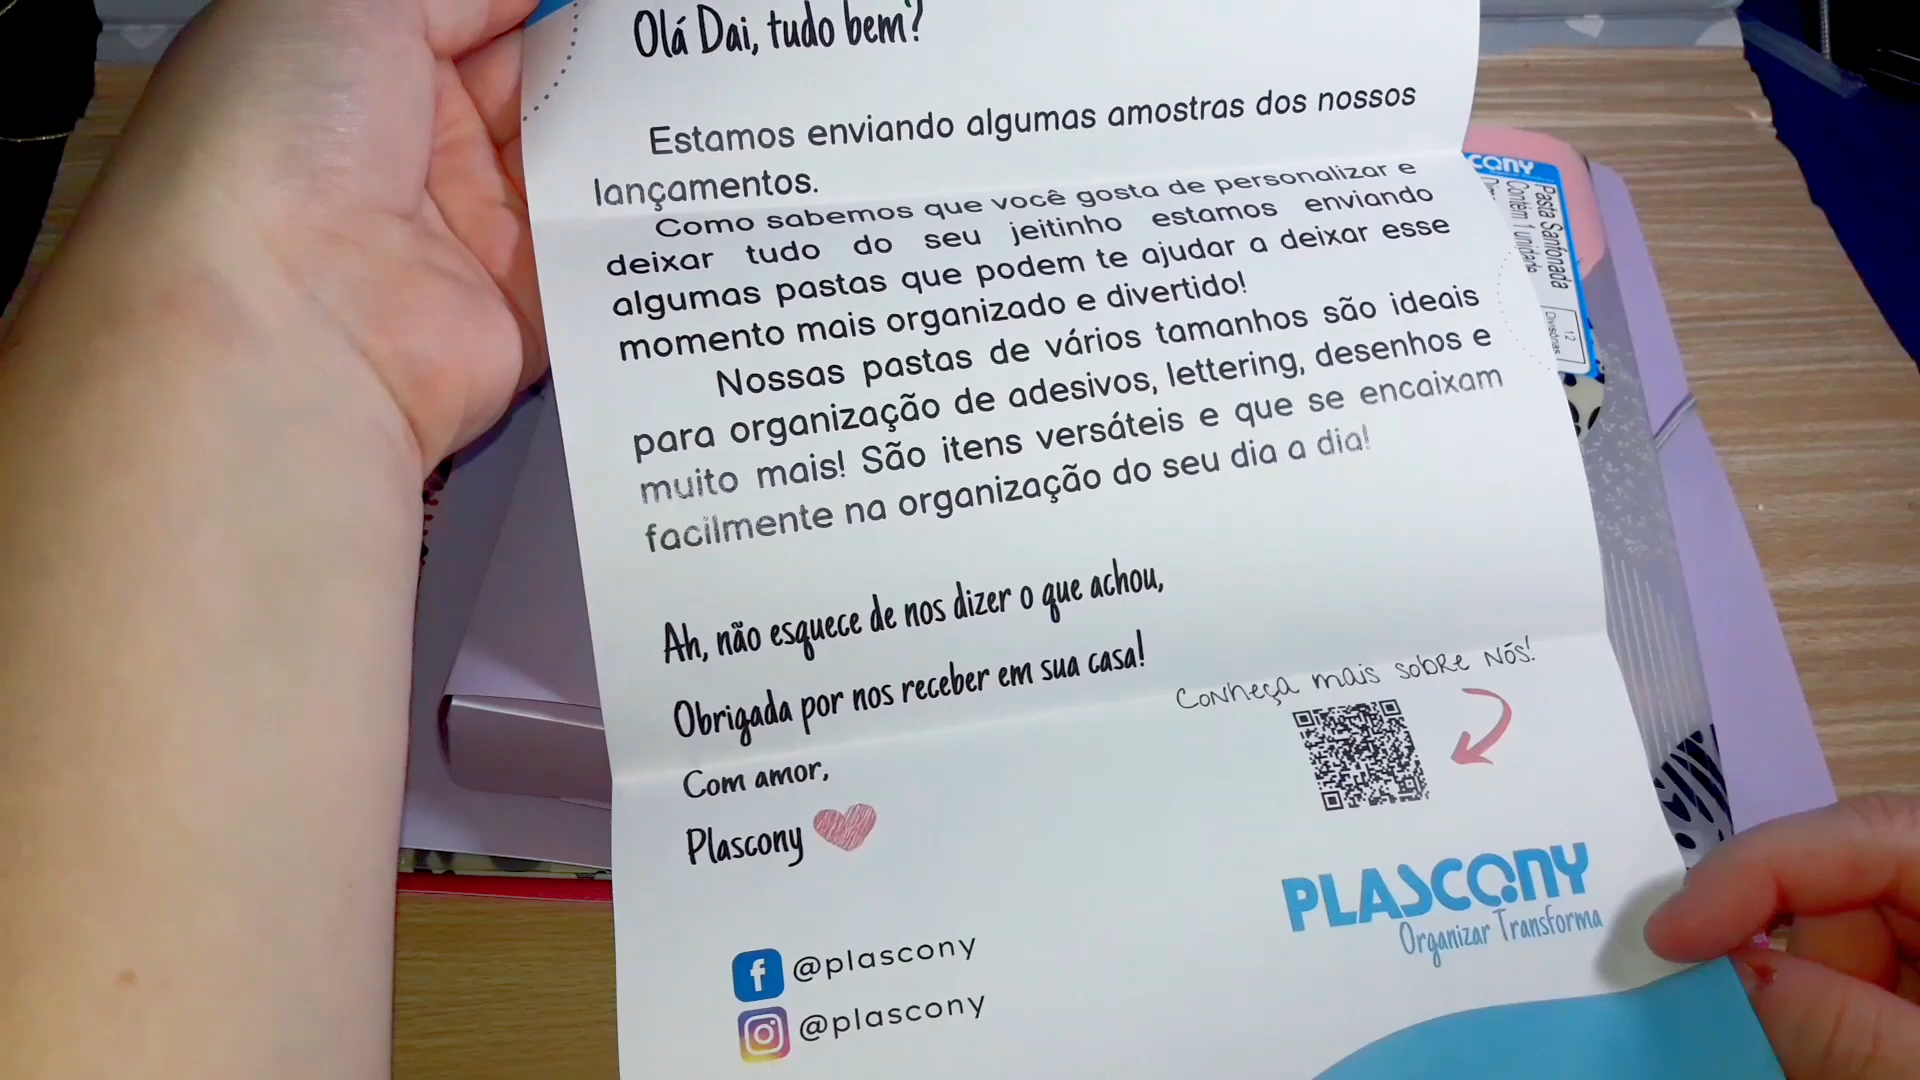 Olá Dai, tudo bem?
Estamos enviando algumas amostras dos nossos
lançamentos.
Como sabemos que você gosta de personalizar e
deixar tudo do seu jeitinho estamos enviando
algumas pastas que podem te ajudar a deixar esse
momento mais organizado e divertido!
Nossas pastas de vários tamanhos são ideais
para organização de adesivos, lettering, desenhos e
muito mais! São itens versáteis e que se encaixam
facilmente na organização do seu dia a dia!
Ah, não esquece de nos dizer o que achou,
Obrigada por nos receber em sua casa!
Com amor,
Plascony
Conheça mais sobre nós!
PLASCONY
Organizar Transforma
@plascony
@plascony
Pasta Sanfonada
Contém 1 unidade
12
Divisórias